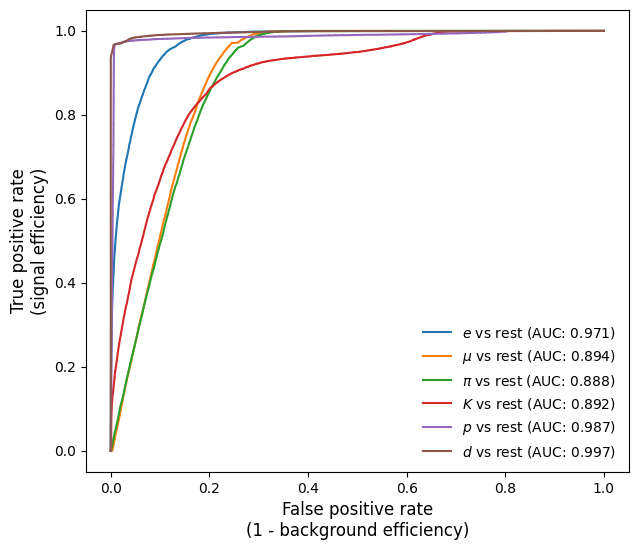 True positive rate
(signal efficiency)
1.0
0.8
0.6
0.4
0.2
0.0
e vs rest (AUC: 0.971)
μ vs rest (AUC: 0.894)
π vs rest (AUC: 0.888)
K vs rest (AUC: 0.892)
p vs rest (AUC: 0.987)
d vs rest (AUC: 0.997)
0.0 0.2 0.4 0.6 0.8 1.0
False positive rate
(1 - background efficiency)